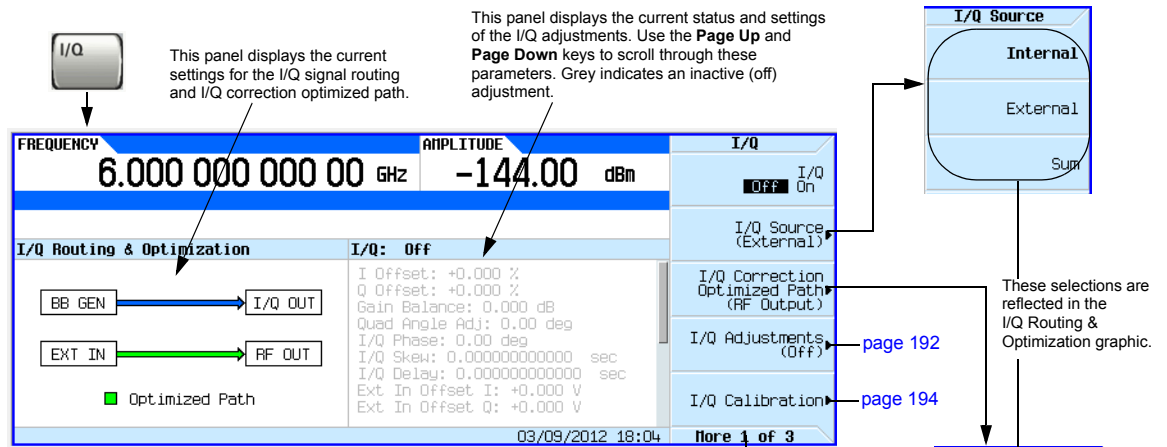 I/Q
This panel displays the current
settings for the I/Q signal routing
and I/Q correction optimized path.
This panel displays the current status and settings
of the I/Q adjustments. Use the Page Up and
Page Down keys to scroll through these
parameters. Grey indicates an inactive (off)
adjustment.
I/Q Source
Internal
External
Sum
FREQUENCY
6.000 000 000 00 GHz
AMPLITUDE
-144.00 dBm
I/Q Routing & Optimization
BB GEN
I/Q OUT
EXT IN
RF OUT
Optimized Path
I/Q: Off
I Offset: +0.000 %
Q Offset: +0.000 %
Gain Balance: 0.000 dB
Quad Angle Adj: 0.00 deg
I/Q Phase: 0.00 deg
I/Q Skew: 0.000000000000 sec
I/Q Delay: 0.000000000000 sec
Ext In Offset I: +0.000 V
Ext In Offset Q: +0.000 V
03/09/2012 18:04
I/Q
I/Q
Off On
I/Q Source
(External)
I/Q Correction
Optimized Path
(RF Output)
I/Q Adjustments
(Off)
I/Q Calibration
More 1 of 3
page 192
page 194
These selections are
reflected in the
I/Q Routing &
Optimization graphic.